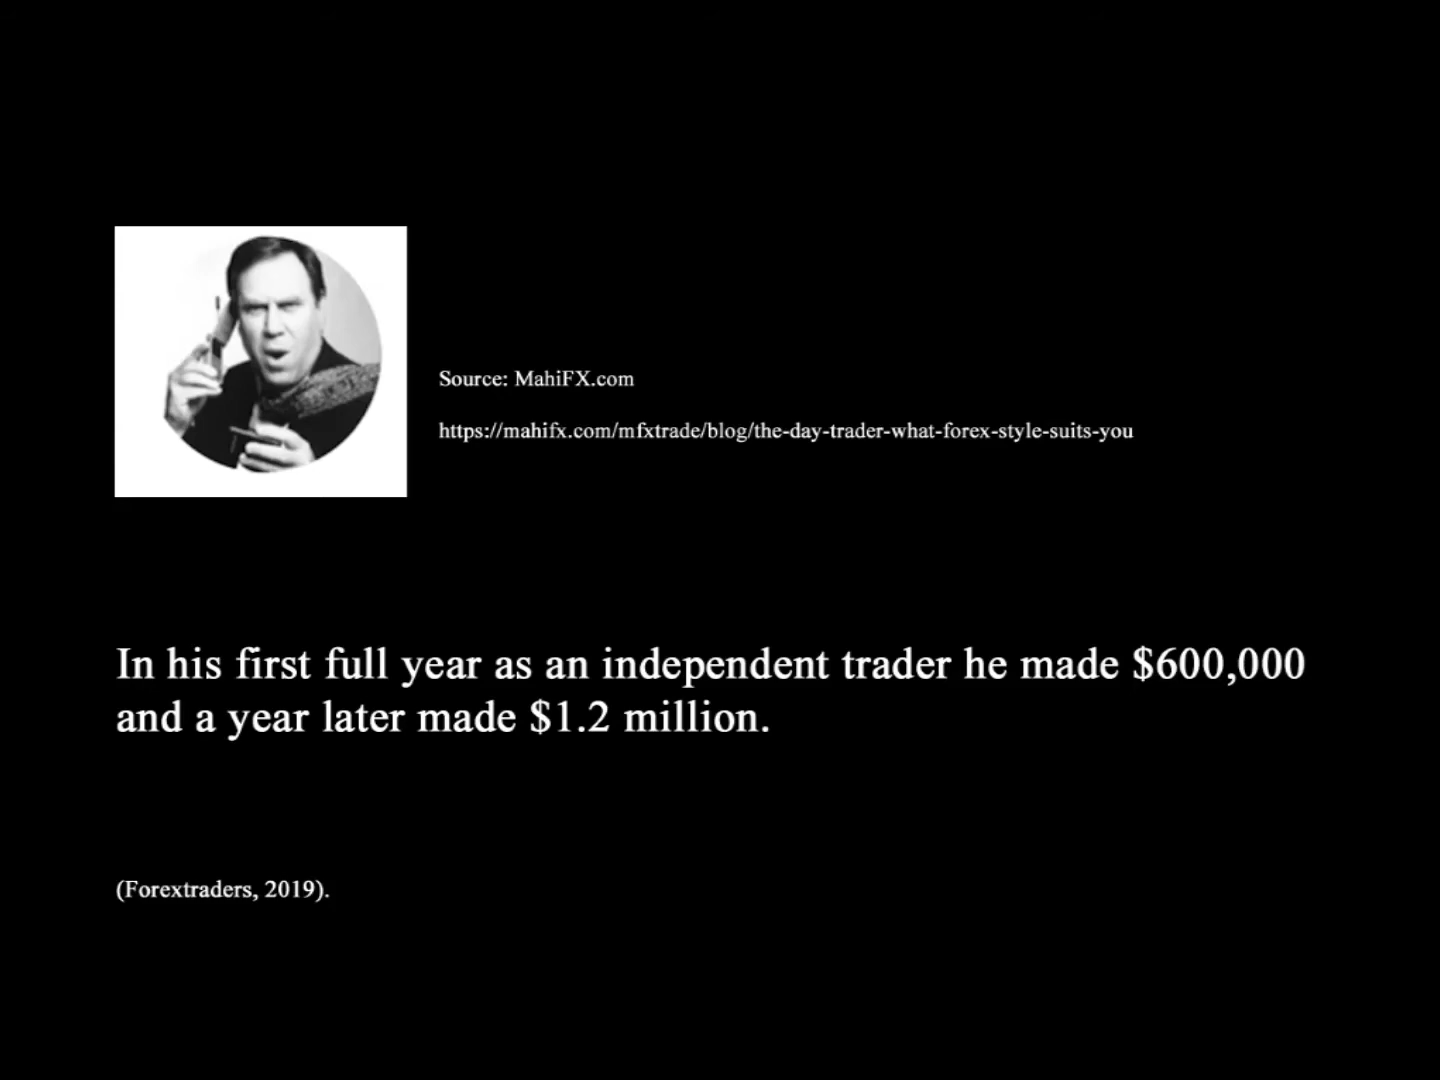 Source: MahiFX.com
https://mahifx.com/mfxtrade/blog/the-day-trader-what-forex-style-suits-you
In his first full year as an independent trader he made $600,000
and a year later made $1.2 million.
(Forextraders, 2019).